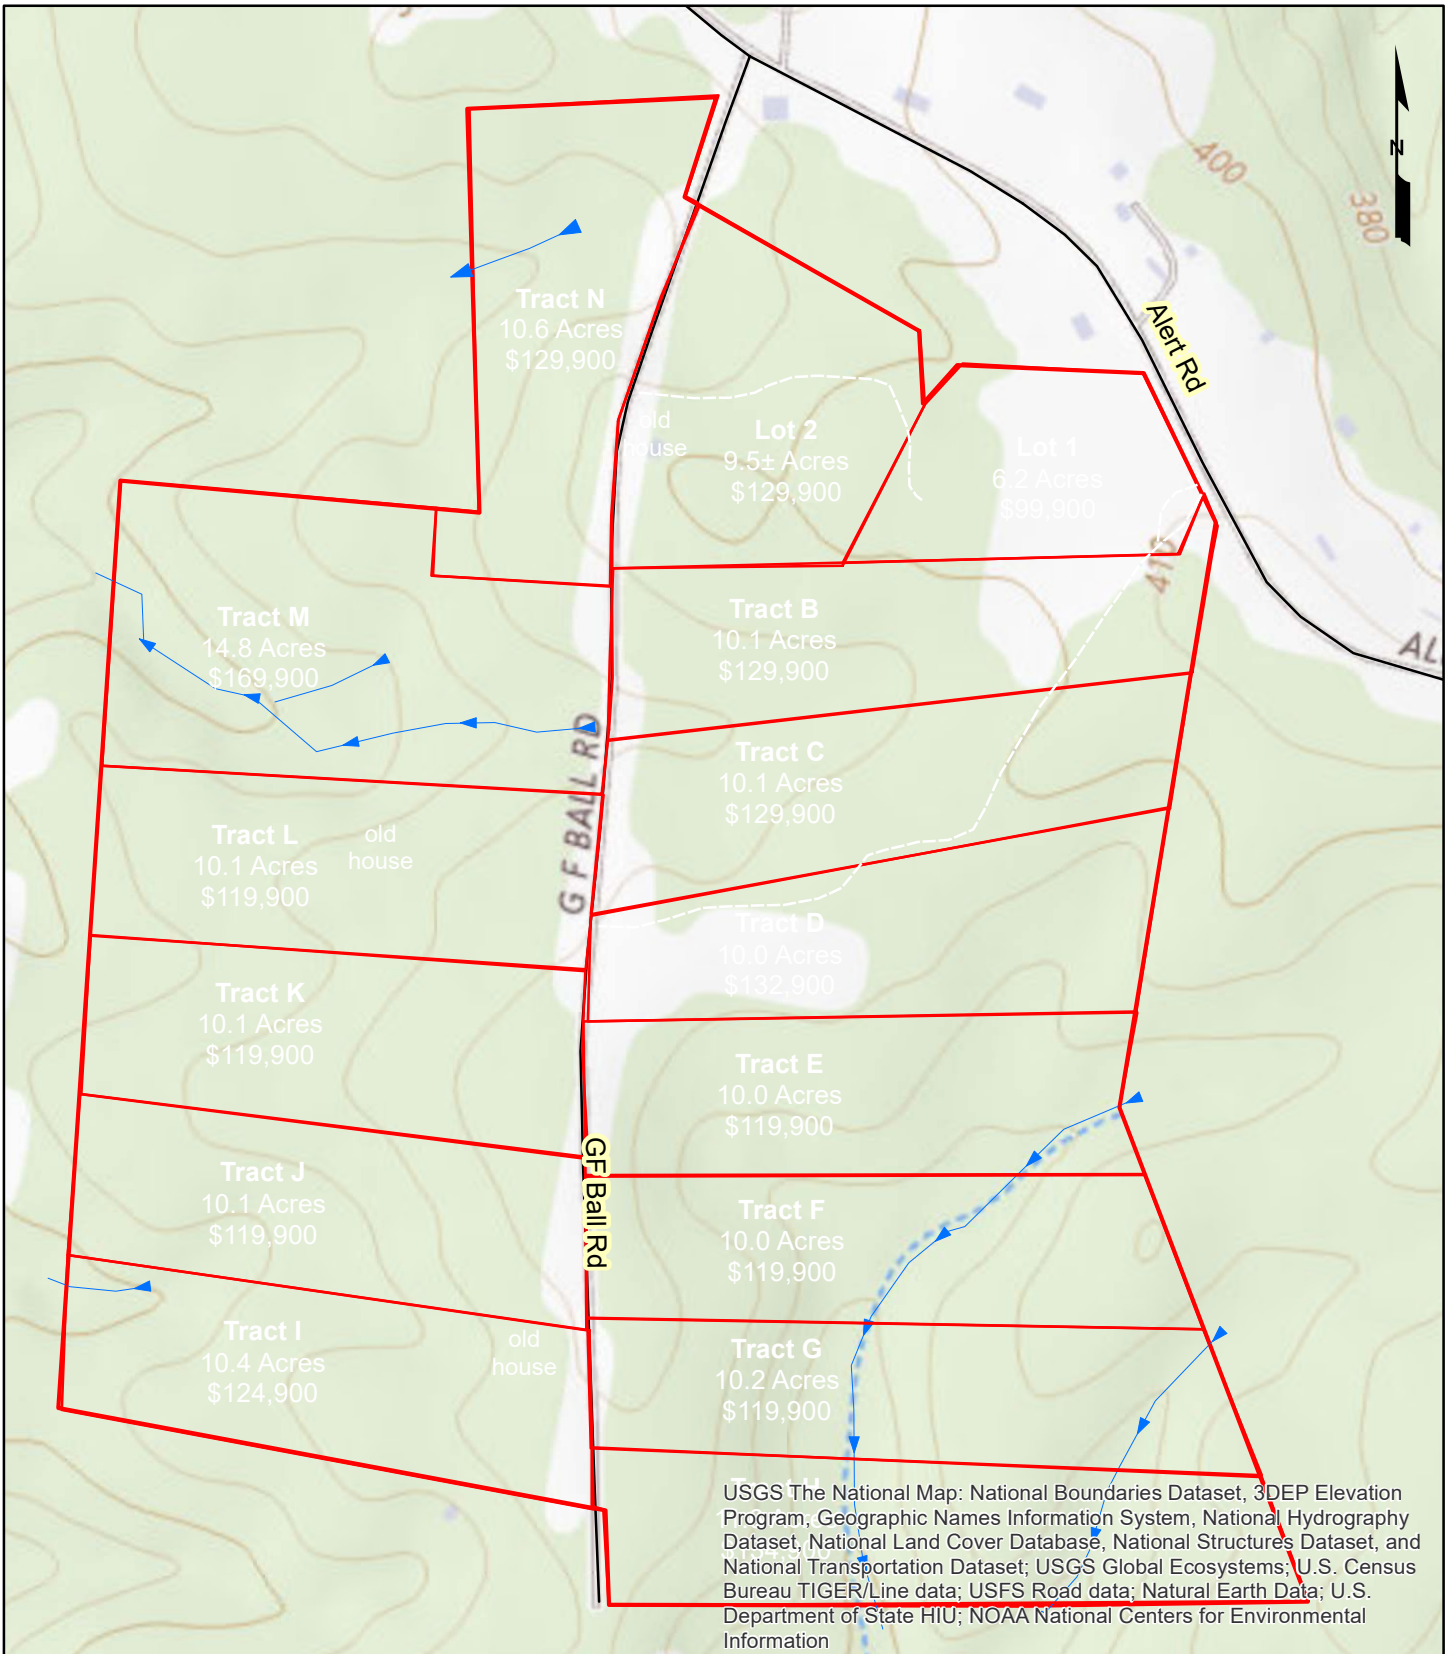 N
400
380
Alert Rd
Tract N
10.6 Acres
$129,900
old
house
Lot 2
9.5± Acres
$129,900
Lot 1
6.2 Acres
$99,900
410
Tract M
14.8 Acres
$169,900
Tract B
10.1 Acres
$129,900
G F BALL RD
Tract C
10.1 Acres
$129,900
Tract L
10.1 Acres
$119,900
old
house
Tract D
10.0 Acres
$132,900
Tract K
10.1 Acres
$119,900
Tract E
10.0 Acres
$119,900
GF Ball Rd
Tract J
10.1 Acres
$119,900
Tract F
10.0 Acres
$119,900
Tract I
10.4 Acres
$124,900
old
house
Tract G
10.2 Acres
$119,900
Tract H
USGS The National Map: National Boundaries Dataset, 3DEP Elevation
Program, Geographic Names Information System, National Hydrography
Dataset, National Land Cover Database, National Structures Dataset, and
National Transportation Dataset; USGS Global Ecosystems; U.S. Census
Bureau TIGER/Line data; USFS Road data; Natural Earth Data; U.S.
Department of State HIU; NOAA National Centers for Environmental
Information